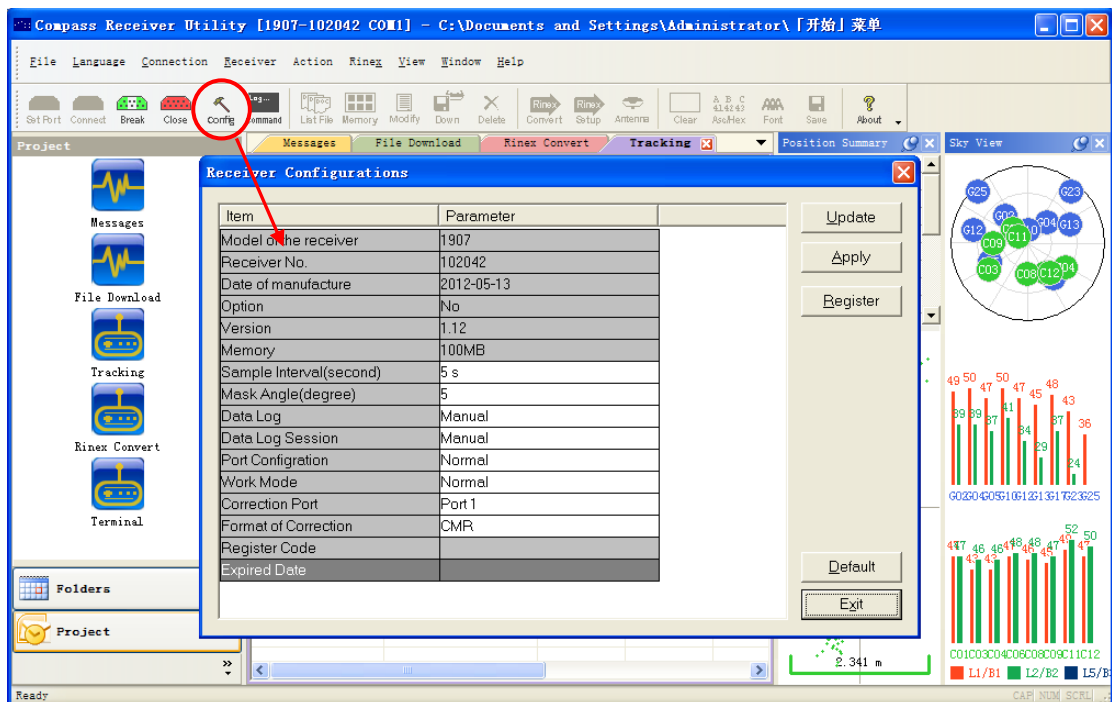 Compass Receiver Utility [1907-102042 COM1] - C:\Documents and Settings\Administrator\「开始」菜单
File Language Connection Receiver Action Rinex View Window Help
Set Port Connect Break Close Config Command List File Memory Modify Down Delete Convert Setup Antenna Clear Asc/Hex Font Save About
Rinex Rinex
A B C
414243
Project
Messages File Download Rinex Convert Tracking
Position Summary
Sky View
Messages
File Download
Tracking
Rinex Convert
Terminal
Folders
Project
Receiver Configurations
Item Parameter
Model of the receiver 1907
Receiver No. 102042
Date of manufacture 2012-05-13
Option No
Version 1.12
Memory 100MB
Sample Interval(second) 5 s
Mask Angle(degree) 5
Data Log Manual
Data Log Session Manual
Port Configration Normal
Work Mode Normal
Correction Port Port 1
Format of Correction CMR
Register Code
Expired Date
Update
Apply
Register
Default
Exit
G25 G23
G12 G04 G13
C09 C11
C03 C08 C12
49 50 47 50 47 45 48 43 36
39 39 37 41 34 29 37 24
G02G04G05G10G12G13G17G23G25
52 50
46 46 48 48 47
43 43 46 45 49 47
C01C03C04C06C08C09C11C12
L1/B1 L2/B2 L5/B
2.341 m
Ready
CAP NUM SCRL